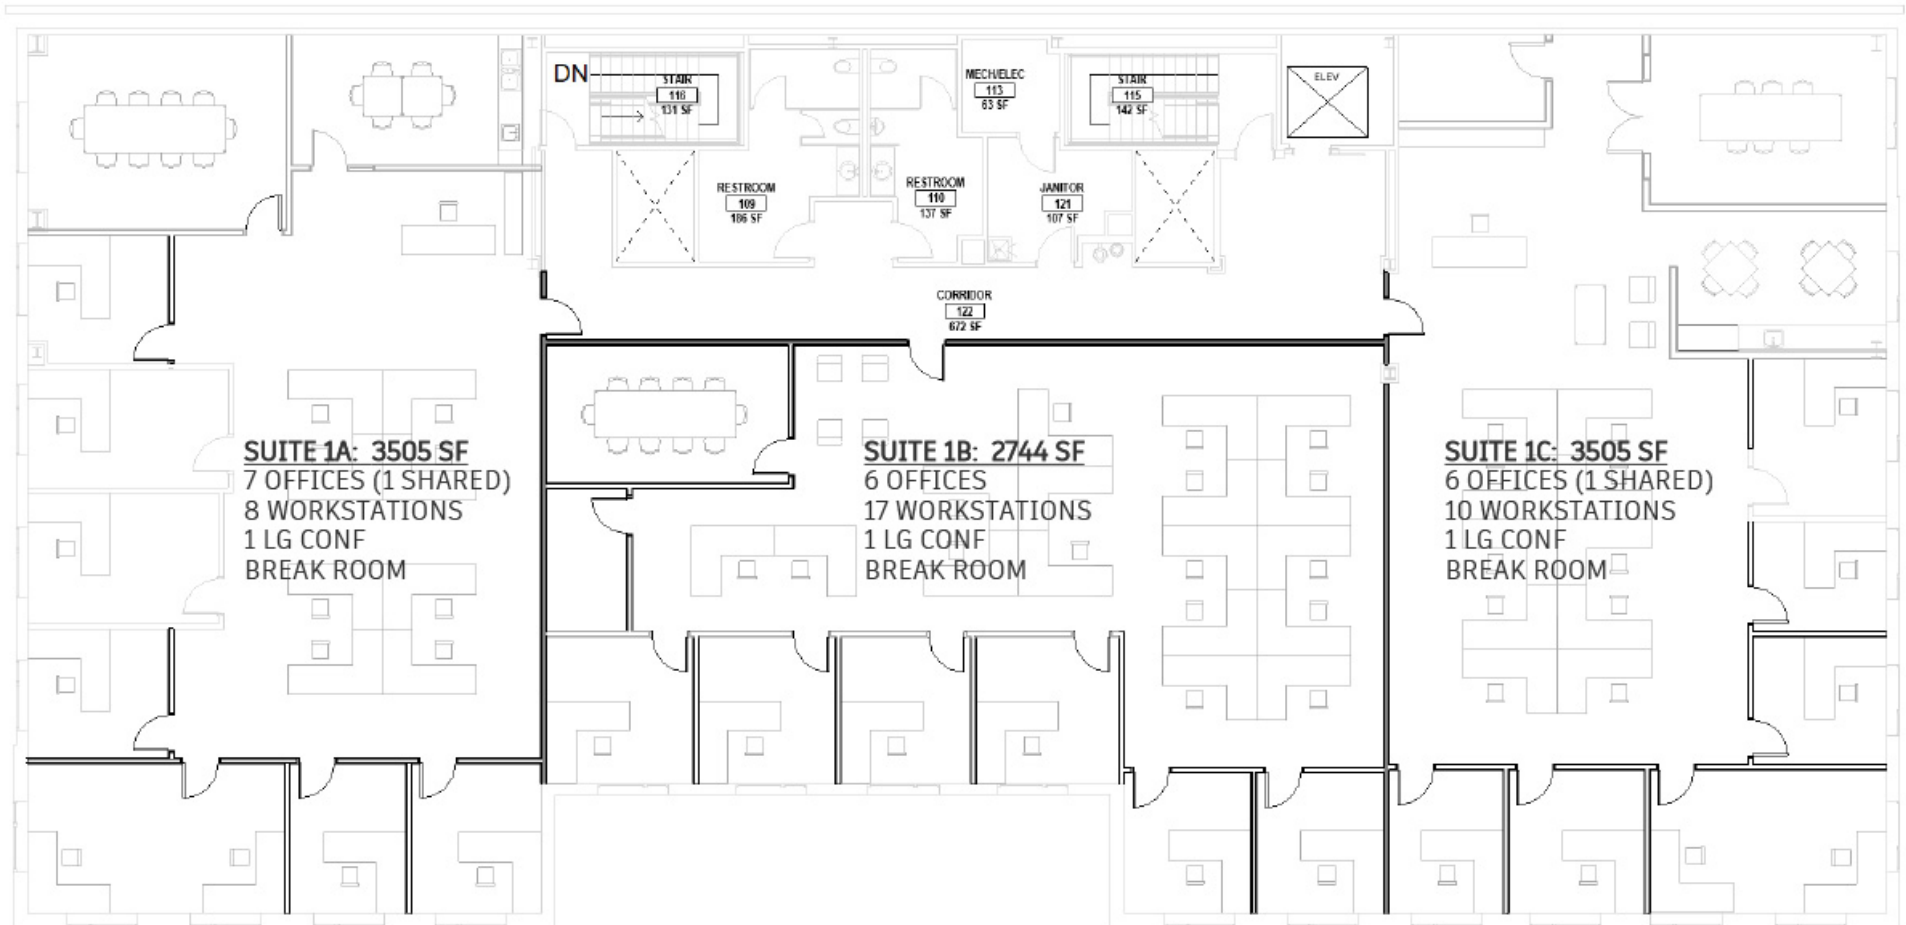 DN
STAIR
116
131 SF
MECH/ELEC
113
63 SF
STAIR
115
142 SF
ELEV
RESTROOM
109
186 SF
RESTROOM
110
137 SF
JANITOR
121
107 SF
CORRIDOR
122
672 SF
SUITE 1A: 3505 SF
7 OFFICES (1 SHARED)
8 WORKSTATIONS
1 LG CONF
BREAK ROOM
SUITE 1B: 2744 SF
6 OFFICES
17 WORKSTATIONS
1 LG CONF
BREAK ROOM
SUITE 1C: 3505 SF
6 OFFICES (1 SHARED)
10 WORKSTATIONS
1 LG CONF
BREAK ROOM